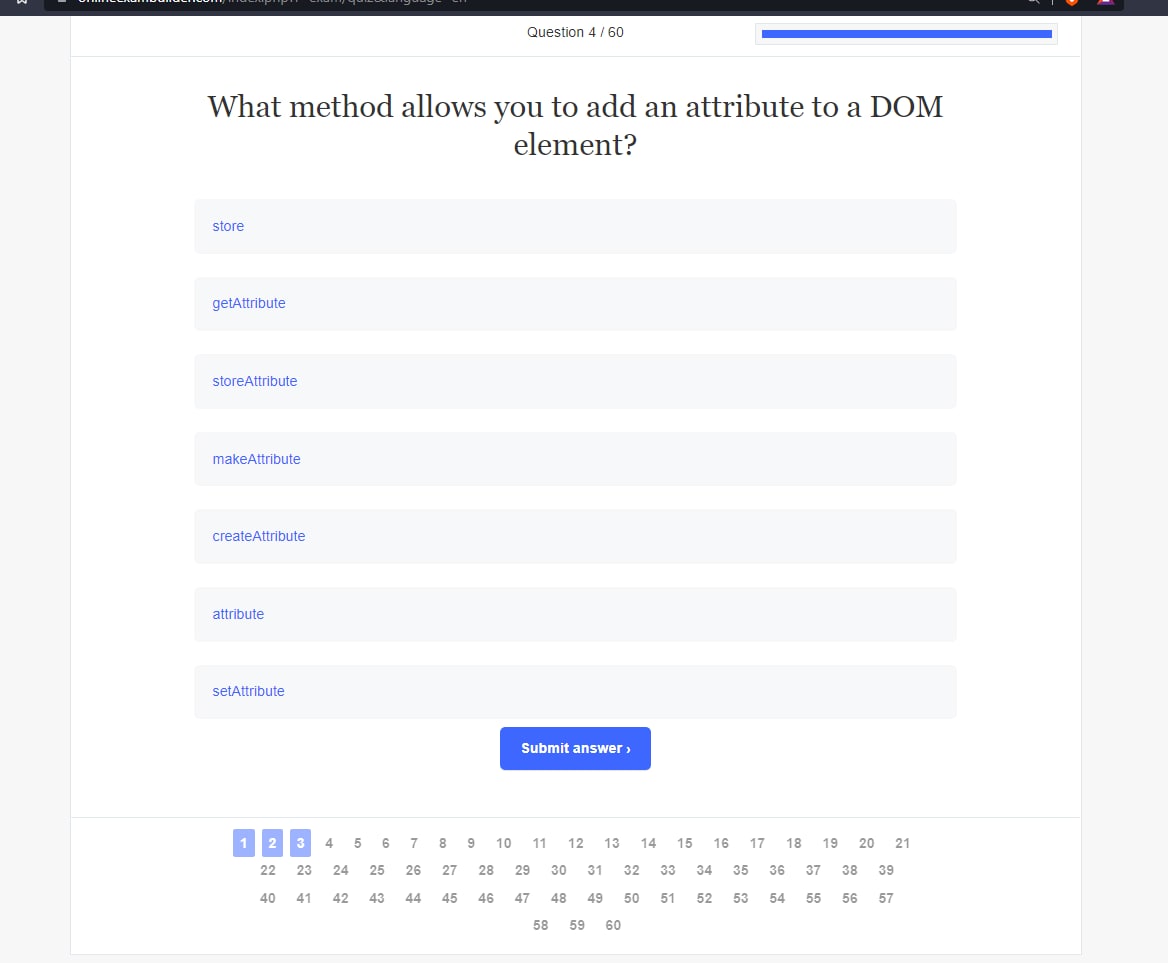 Question 4 / 60
What method allows you to add an attribute to a DOM
element?
store
getAttribute
storeAttribute
makeAttribute
createAttribute
attribute
setAttribute
Submit answer ›
1 2 3 4 5 6 7 8 9 10 11 12 13 14 15 16 17 18 19 20 21
22 23 24 25 26 27 28 29 30 31 32 33 34 35 36 37 38 39
40 41 42 43 44 45 46 47 48 49 50 51 52 53 54 55 56 57
58 59 60